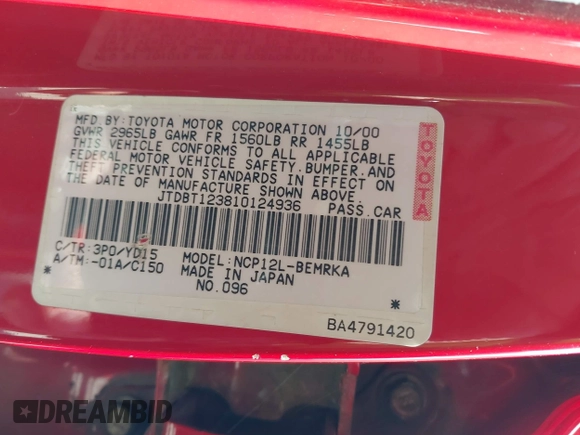 MFD.BY:TOYOTA MOTOR CORPORATION 10/00
GVWR 2965LB GAWR FR 1560LB RR 1455LB
THIS VEHICLE CONFORMS TO ALL APPLICABLE
FEDERAL MOTOR VEHICLE SAFETY,BUMPER,AND
THEFT PREVENTION STANDARDS IN EFFECT ON
THE DATE OF MANUFACTURE SHOWN ABOVE.
JTDBT123810124936 PASS.CAR
TOYOTA
C/TR:3P0/YD15 MODEL:NCP12L-BEMRKA
A/TM:-01A/C150 MADE IN JAPAN
NO.096
* *
BA4791420
DREAMBID